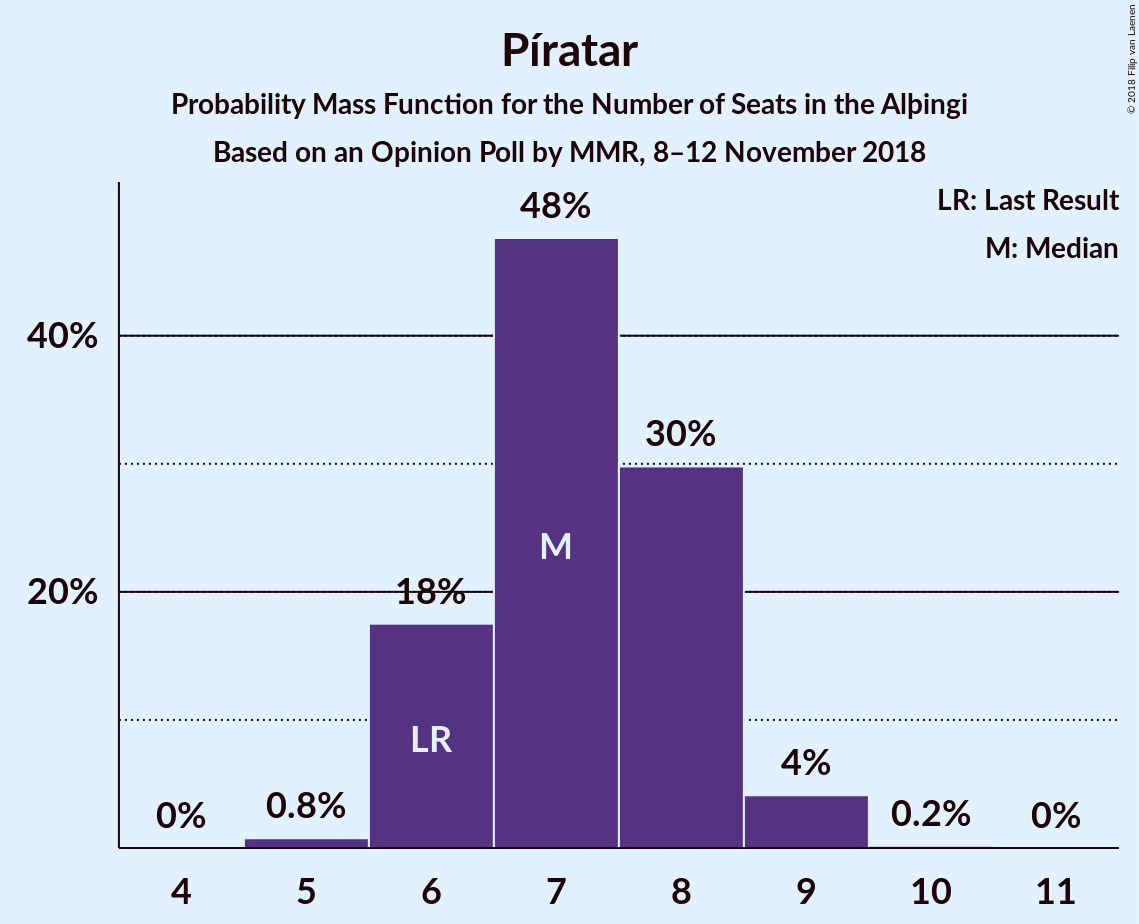 Píratar
Probability Mass Function for the Number of Seats in the Alþingi
Based on an Opinion Poll by MMR, 8–12 November 2018
© 2018 Filip van Laenen
LR: Last Result
M: Median
48%
40%
30%
M
20%
18%
LR
4%
0%
0.8%
0.2%
0%
4 5 6 7 8 9 10 11